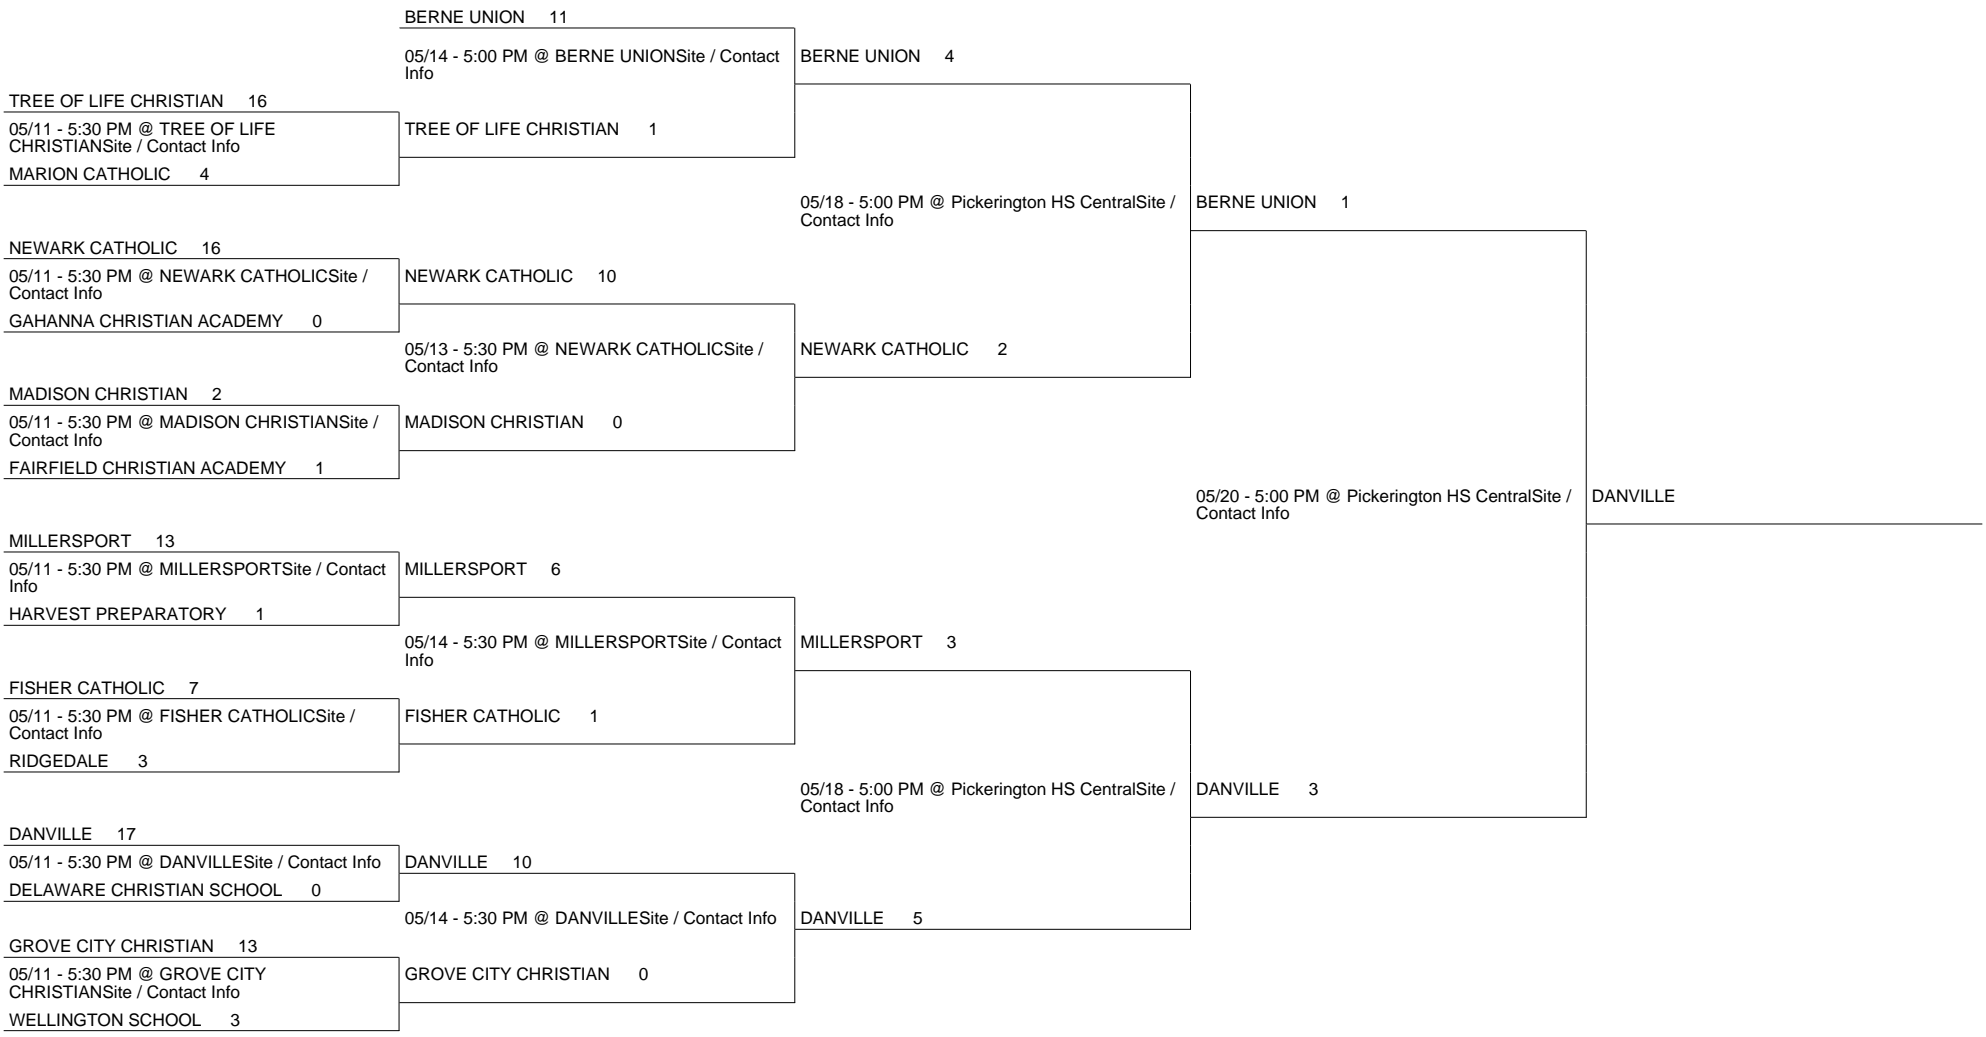 BERNE UNION 11
05/14 - 5:00 PM @ BERNE UNIONSite / Contact
Info
BERNE UNION 4
TREE OF LIFE CHRISTIAN 16
05/11 - 5:30 PM @ TREE OF LIFE
CHRISTIANSite / Contact Info
MARION CATHOLIC 4
TREE OF LIFE CHRISTIAN 1
05/18 - 5:00 PM @ Pickerington HS CentralSite /
Contact Info
BERNE UNION 1
NEWARK CATHOLIC 16
05/11 - 5:30 PM @ NEWARK CATHOLICSite /
Contact Info
GAHANNA CHRISTIAN ACADEMY 0
NEWARK CATHOLIC 10
05/13 - 5:30 PM @ NEWARK CATHOLICSite /
Contact Info
NEWARK CATHOLIC 2
MADISON CHRISTIAN 2
05/11 - 5:30 PM @ MADISON CHRISTIANSite /
Contact Info
FAIRFIELD CHRISTIAN ACADEMY 1
MADISON CHRISTIAN 0
05/20 - 5:00 PM @ Pickerington HS CentralSite /
Contact Info
DANVILLE
MILLERSPORT 13
05/11 - 5:30 PM @ MILLERSPORTSite / Contact
Info
HARVEST PREPARATORY 1
MILLERSPORT 6
05/14 - 5:30 PM @ MILLERSPORTSite / Contact
Info
MILLERSPORT 3
FISHER CATHOLIC 7
05/11 - 5:30 PM @ FISHER CATHOLICSite /
Contact Info
RIDGEDALE 3
FISHER CATHOLIC 1
05/18 - 5:00 PM @ Pickerington HS CentralSite /
Contact Info
DANVILLE 3
DANVILLE 17
05/11 - 5:30 PM @ DANVILLESite / Contact Info
DELAWARE CHRISTIAN SCHOOL 0
DANVILLE 10
05/14 - 5:30 PM @ DANVILLESite / Contact Info
DANVILLE 5
GROVE CITY CHRISTIAN 13
05/11 - 5:30 PM @ GROVE CITY
CHRISTIANSite / Contact Info
WELLINGTON SCHOOL 3
GROVE CITY CHRISTIAN 0